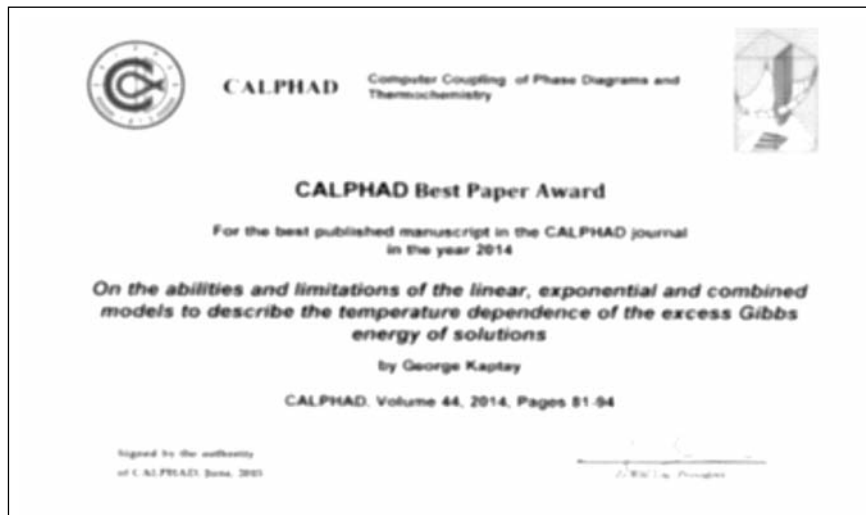 CALPHAD
Computer Coupling of Phase Diagrams and
Thermochemistry
CALPHAD Best Paper Award
For the best published manuscript in the CALPHAD journal
in the year 2014
On the abilities and limitations of the linear, exponential and combined
models to describe the temperature dependence of the excess Gibbs
energy of solutions
by George Kaptay
CALPHAD, Volume 44, 2014, Pages 81-94
Signed by the authority
of CALPHAD, June, 2015
President